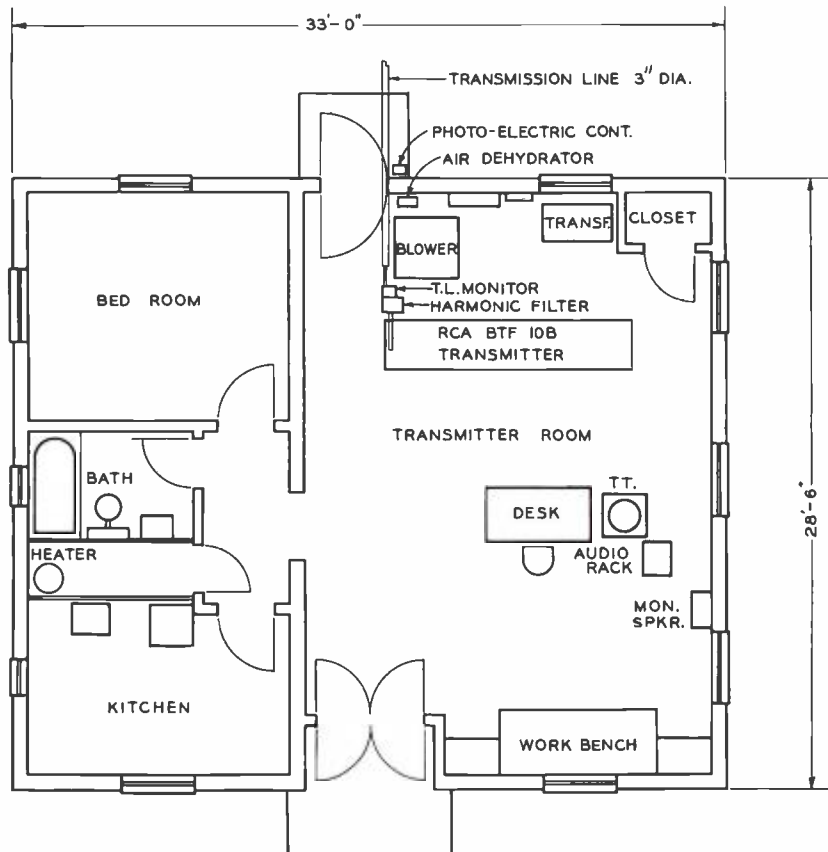 33'-0"
TRANSMISSION LINE 3" DIA.
PHOTO-ELECTRIC CONT.
AIR DEHYDRATOR
TRANSF.
CLOSET
BLOWER
BED ROOM
T.L. MONITOR
HARMONIC FILTER
RCA BTF 10B
TRANSMITTER
TRANSMITTER ROOM
BATH
TT.
DESK
28'-6"
HEATER
AUDIO
RACK
MON.
SPKR.
KITCHEN
WORK BENCH